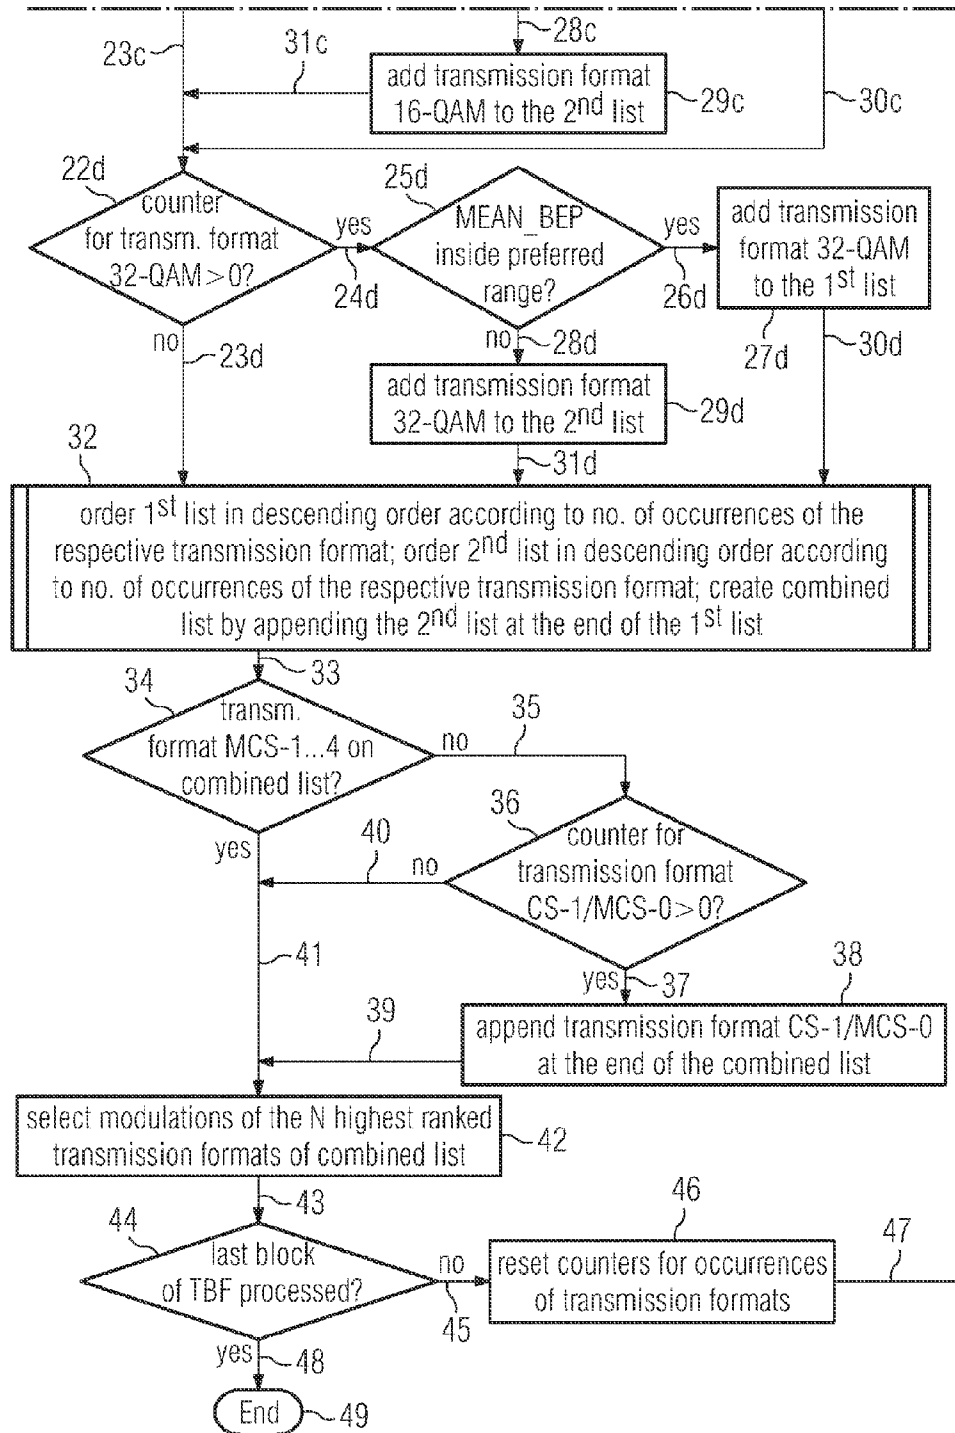 23c
31c
28c
add transmission format
16-QAM to the 2nd list
29c
30c
22d
counter
for transm. format
32-QAM>0?
yes
24d
25d
MEAN_BEP
inside preferred
range?
yes
26d
add transmission
format 32-QAM
to the 1st list
27d
30d
no
23d
no
28d
add transmission format
32-QAM to the 2nd list
29d
31d
32
order 1st list in descending order according to no. of occurrences of the
respective transmission format; order 2nd list in descending order according
to no. of occurrences of the respective transmission format; create combined
list by appending the 2nd list at the end of the 1st list
33
34
transm.
format MCS-1...4 on
combined list?
no
35
yes
36
counter for
transmission format
CS-1/MCS-0>0?
no
40
41
yes
37
38
append transmission format CS-1/MCS-0
at the end of the combined list
39
select modulations of the N highest ranked
transmission formats of combined list
42
43
44
last block
of TBF processed?
no
45
46
reset counters for occurrences
of transmission formats
47
yes
48
End
49